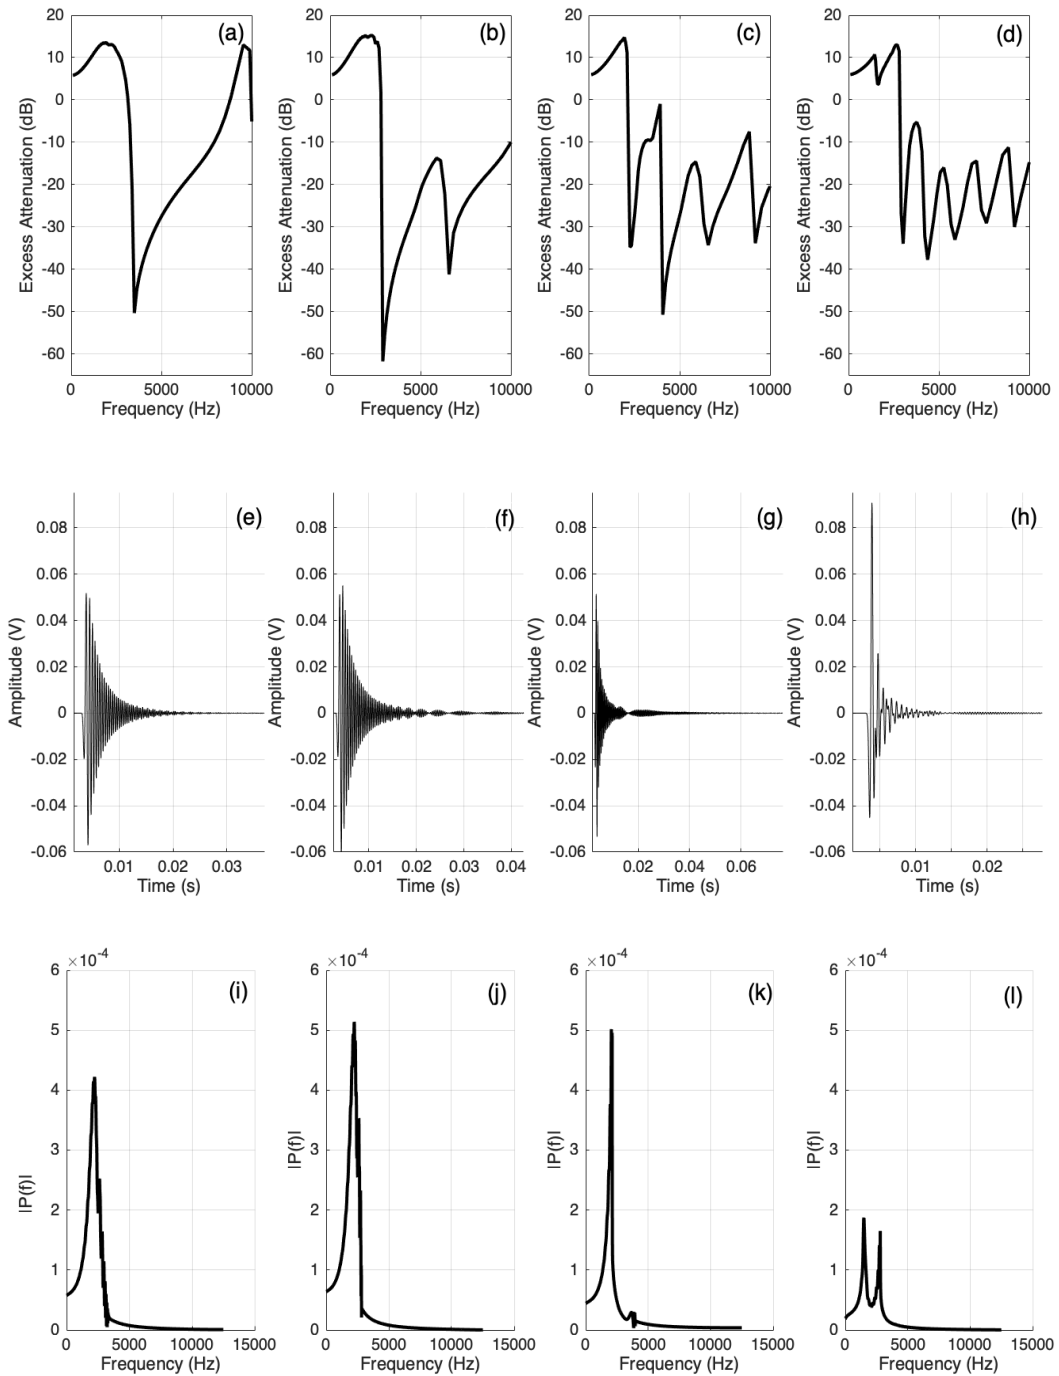 (a)
Excess Attenuation (dB)
20
10
0
-10
-20
-30
-40
-50
-60
0 5000 10000
Frequency (Hz)
(b)
Excess Attenuation (dB)
20
10
0
-10
-20
-30
-40
-50
-60
0 5000 10000
Frequency (Hz)
(c)
Excess Attenuation (dB)
20
10
0
-10
-20
-30
-40
-50
-60
0 5000 10000
Frequency (Hz)
(d)
Excess Attenuation (dB)
20
10
0
-10
-20
-30
-40
-50
-60
0 5000 10000
Frequency (Hz)
(e)
Amplitude (V)
0.08
0.06
0.04
0.02
0
-0.02
-0.04
-0.06
0.01 0.02 0.03
Time (s)
(f)
Amplitude (V)
0.08
0.06
0.04
0.02
0
-0.02
-0.04
-0.06
0.01 0.02 0.03 0.04
Time (s)
(g)
Amplitude (V)
0.08
0.06
0.04
0.02
0
-0.02
-0.04
-0.06
0.02 0.04 0.06
Time (s)
(h)
Amplitude (V)
0.08
0.06
0.04
0.02
0
-0.02
-0.04
-0.06
0.01 0.02
Time (s)
(i)
×10⁻⁴
|P(f)|
6
5
4
3
2
1
0
0 5000 10000 15000
Frequency (Hz)
(j)
×10⁻⁴
|P(f)|
6
5
4
3
2
1
0
0 5000 10000 15000
Frequency (Hz)
(k)
×10⁻⁴
|P(f)|
6
5
4
3
2
1
0
0 5000 10000 15000
Frequency (Hz)
(l)
×10⁻⁴
|P(f)|
6
5
4
3
2
1
0
0 5000 10000 15000
Frequency (Hz)